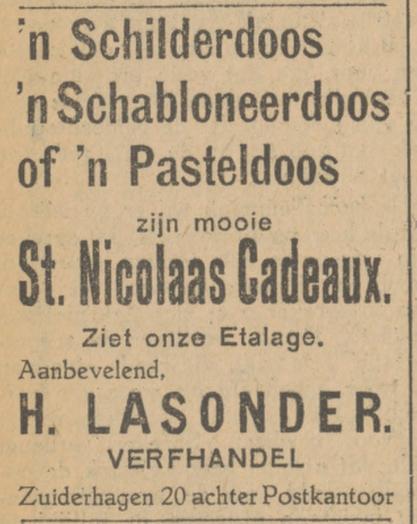 'n Schilderdoos
'n Schabloneerdoos
of 'n Pasteldoos
zijn mooie
St. Nicolaas Cadeaux.
Ziet onze Etalage.
Aanbevelend,
H. LASONDER.
VERFHANDEL
Zuiderhagen 20 achter Postkantoor